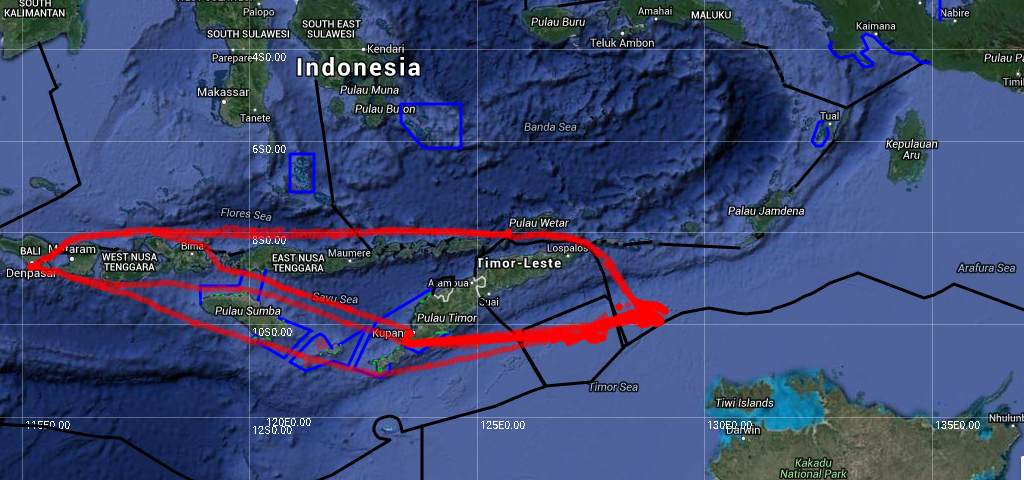 SOUTH
KALIMANTAN
Palopo
SOUTH SULAWESI
SOUTH EAST
SULAWESI
Parepare
4S0.00
Kendari
Indonesia
Makassar
Tanete
Pulau Muna
Pulau Buton
6S0.00
Pulau Buru
Amahai
MALUKU
Teluk Ambon
Kaimana
Nabire
Banda Sea
Tual
Kepulauan
Aru
Pulau Jamdena
Flores Sea
8S0.00
Pulau Wetar
BALI
Mataram
Denpasar
WEST NUSA
TENGGARA
Bima
EAST NUSA
TENGGARA
Maumere
Lospalos
Timor-Leste
Atambua
Suai
Savu Sea
Pulau Sumba
Pulau Timor
10S0.00
Kupang
Arafura Sea
Timor Sea
115E0.00
120E0.00
12S0.00
125E0.00
130E0.00
135E0.00
Tiwi Islands
Darwin
Kakadu
National Park